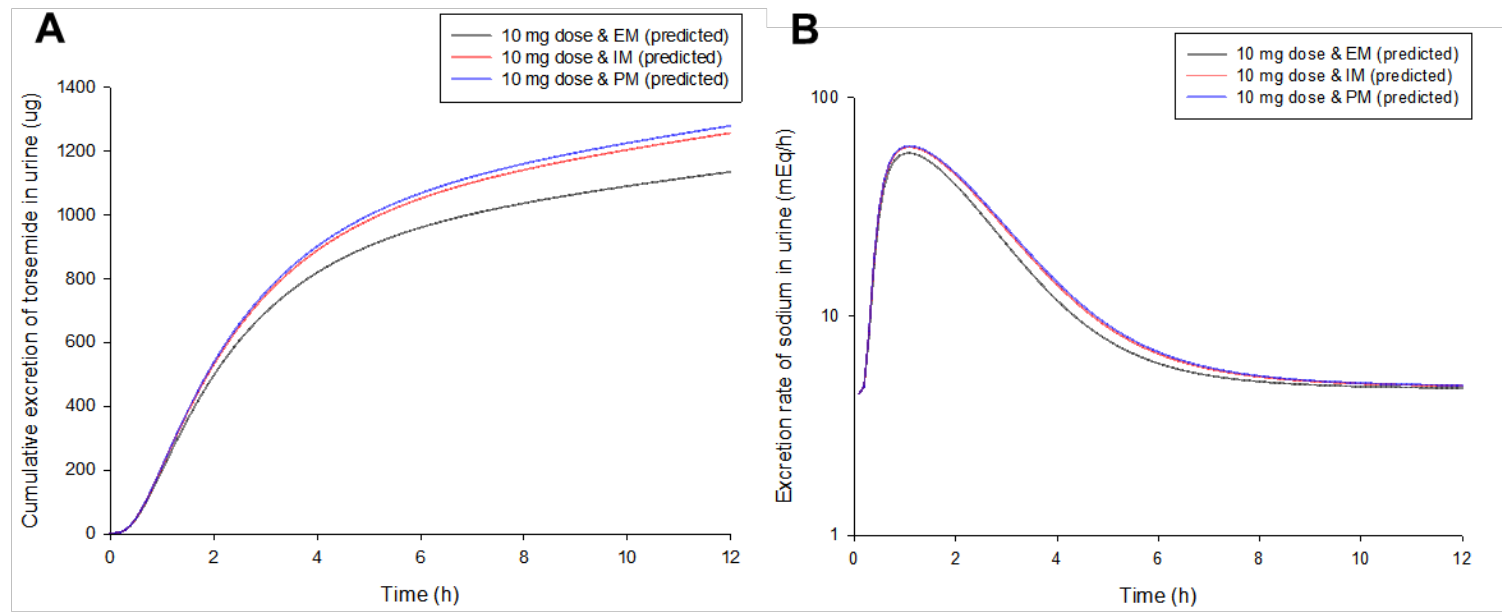 A
10 mg dose & EM (predicted)
10 mg dose & IM (predicted)
10 mg dose & PM (predicted)
Cumulative excretion of torsemide in urine (ug)
1400
1200
1000
800
600
400
200
0
0 2 4 6 8 10 12
Time (h)
B
10 mg dose & EM (predicted)
10 mg dose & IM (predicted)
10 mg dose & PM (predicted)
Excretion rate of sodium in urine (mEq/h)
100
10
1
0 2 4 6 8 10 12
Time (h)